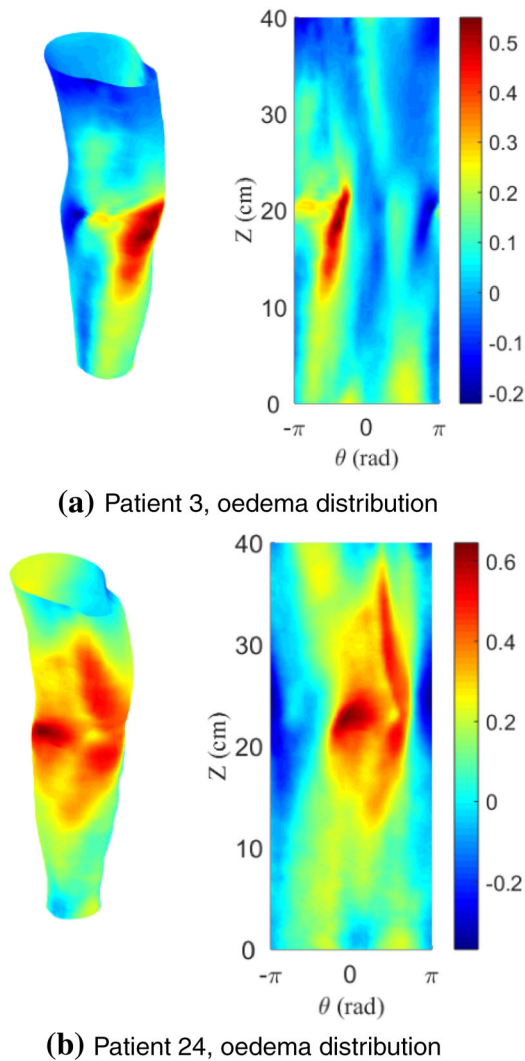 40
30
20
10
0
Z (cm)
-π 0 π
θ (rad)
0.5
0.4
0.3
0.2
0.1
0
-0.1
-0.2
(a) Patient 3, oedema distribution
40
30
20
10
0
Z (cm)
-π 0 π
θ (rad)
0.6
0.4
0.2
0
-0.2
(b) Patient 24, oedema distribution